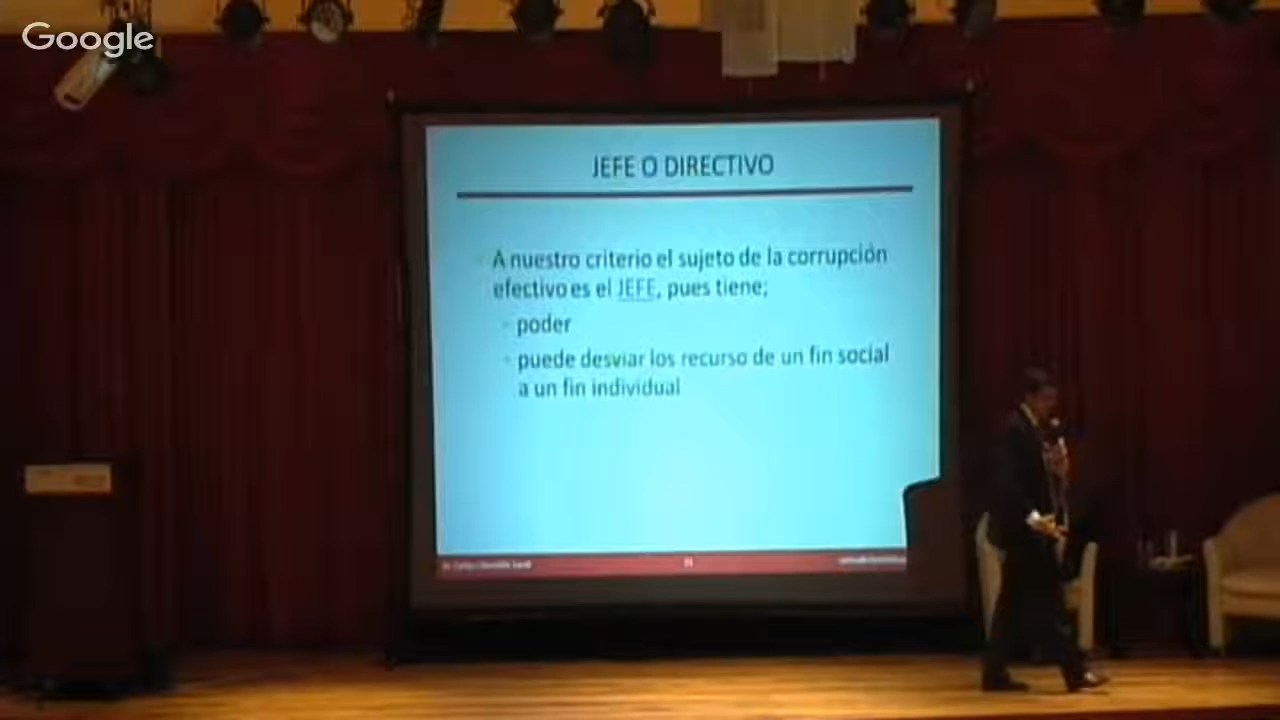 Google
JEFE O DIRECTIVO
A nuestro criterio el sujeto de la corrupción
efectivo es el JEFE, pues tiene;
- poder
- puede desviar los recurso de un fin social
a un fin individual